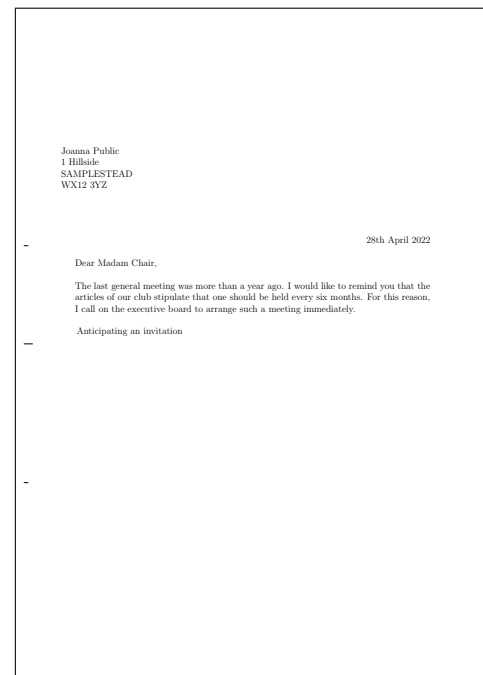 Joanna Public
1 Hillside
SAMPLESTEAD
WX12 3YZ
28th April 2022
Dear Madam Chair,
The last general meeting was more than a year ago. I would like to remind you that the
articles of our club stipulate that one should be held every six months. For this reason,
I call on the executive board to arrange such a meeting immediately.
Anticipating an invitation